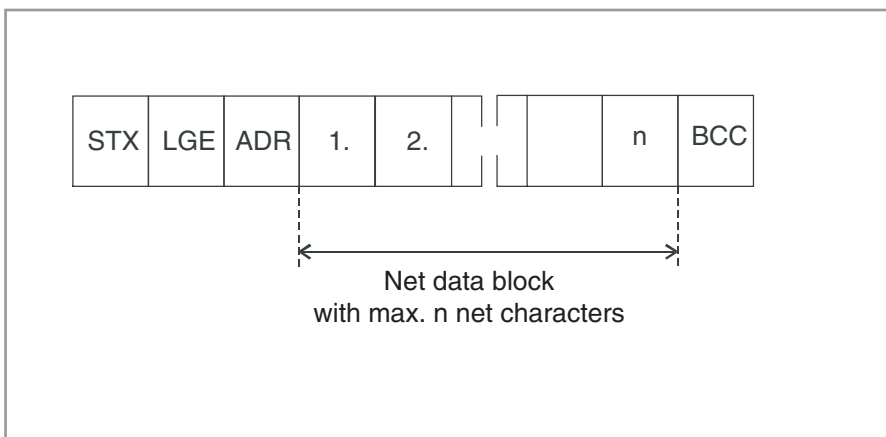 STX LGE ADR 1. 2. n BCC
Net data block
with max. n net characters